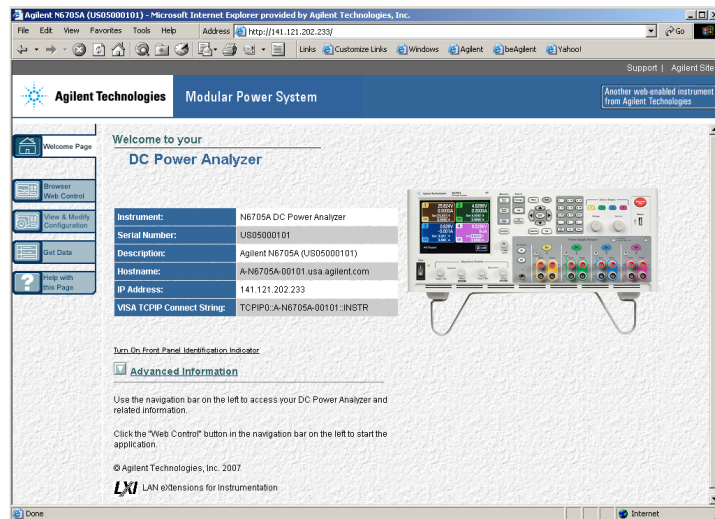 Agilent N6705A (US05000101) - Microsoft Internet Explorer provided by Agilent Technologies, Inc.
File Edit View Favorites Tools Help Address http://141.121.202.233/ Go
Links Customize Links Windows Agilent beAgilent Yahoo!
Support | Agilent Site
Agilent Technologies Modular Power System
Another web-enabled instrument
from Agilent Technologies
Welcome Page
Browser
Web Control
View & Modify
Configuration
Get Data
Help with
this Page
Welcome to your
DC Power Analyzer
Instrument: N6705A DC Power Analyzer
Serial Number: US05000101
Description: Agilent N6705A (US05000101)
Hostname: A-N6705A-00101.usa.agilent.com
IP Address: 141.121.202.233
VISA TCPIP Connect String: TCPIP0::A-N6705A-00101::INSTR
Turn On Front Panel Identification Indicator
Advanced Information
Use the navigation bar on the left to access your DC Power Analyzer and
related information.
Click the "Web Control" button in the navigation bar on the left to start the
application.
© Agilent Technologies, Inc. 2007
LXI LAN eXtensions for Instrumentation
Done Internet